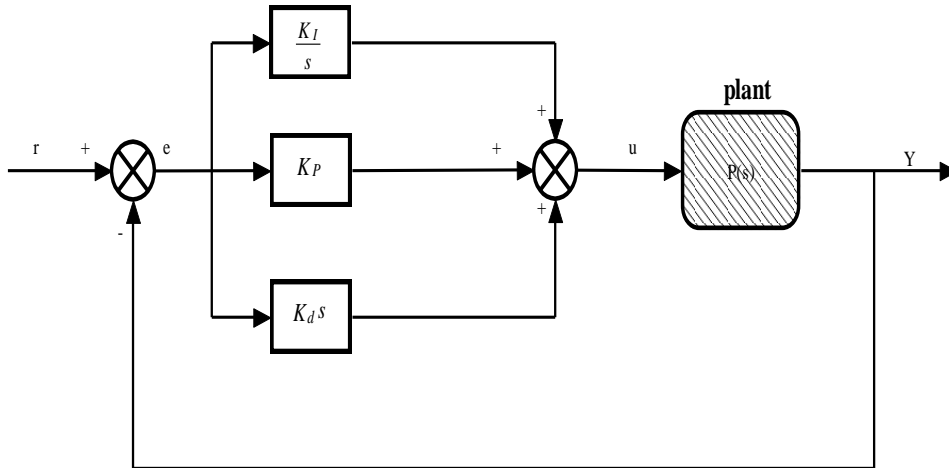 K_I
s
+
plant
r
+
e
K_P
+
u
P(s)
Y
+
-
K_d s